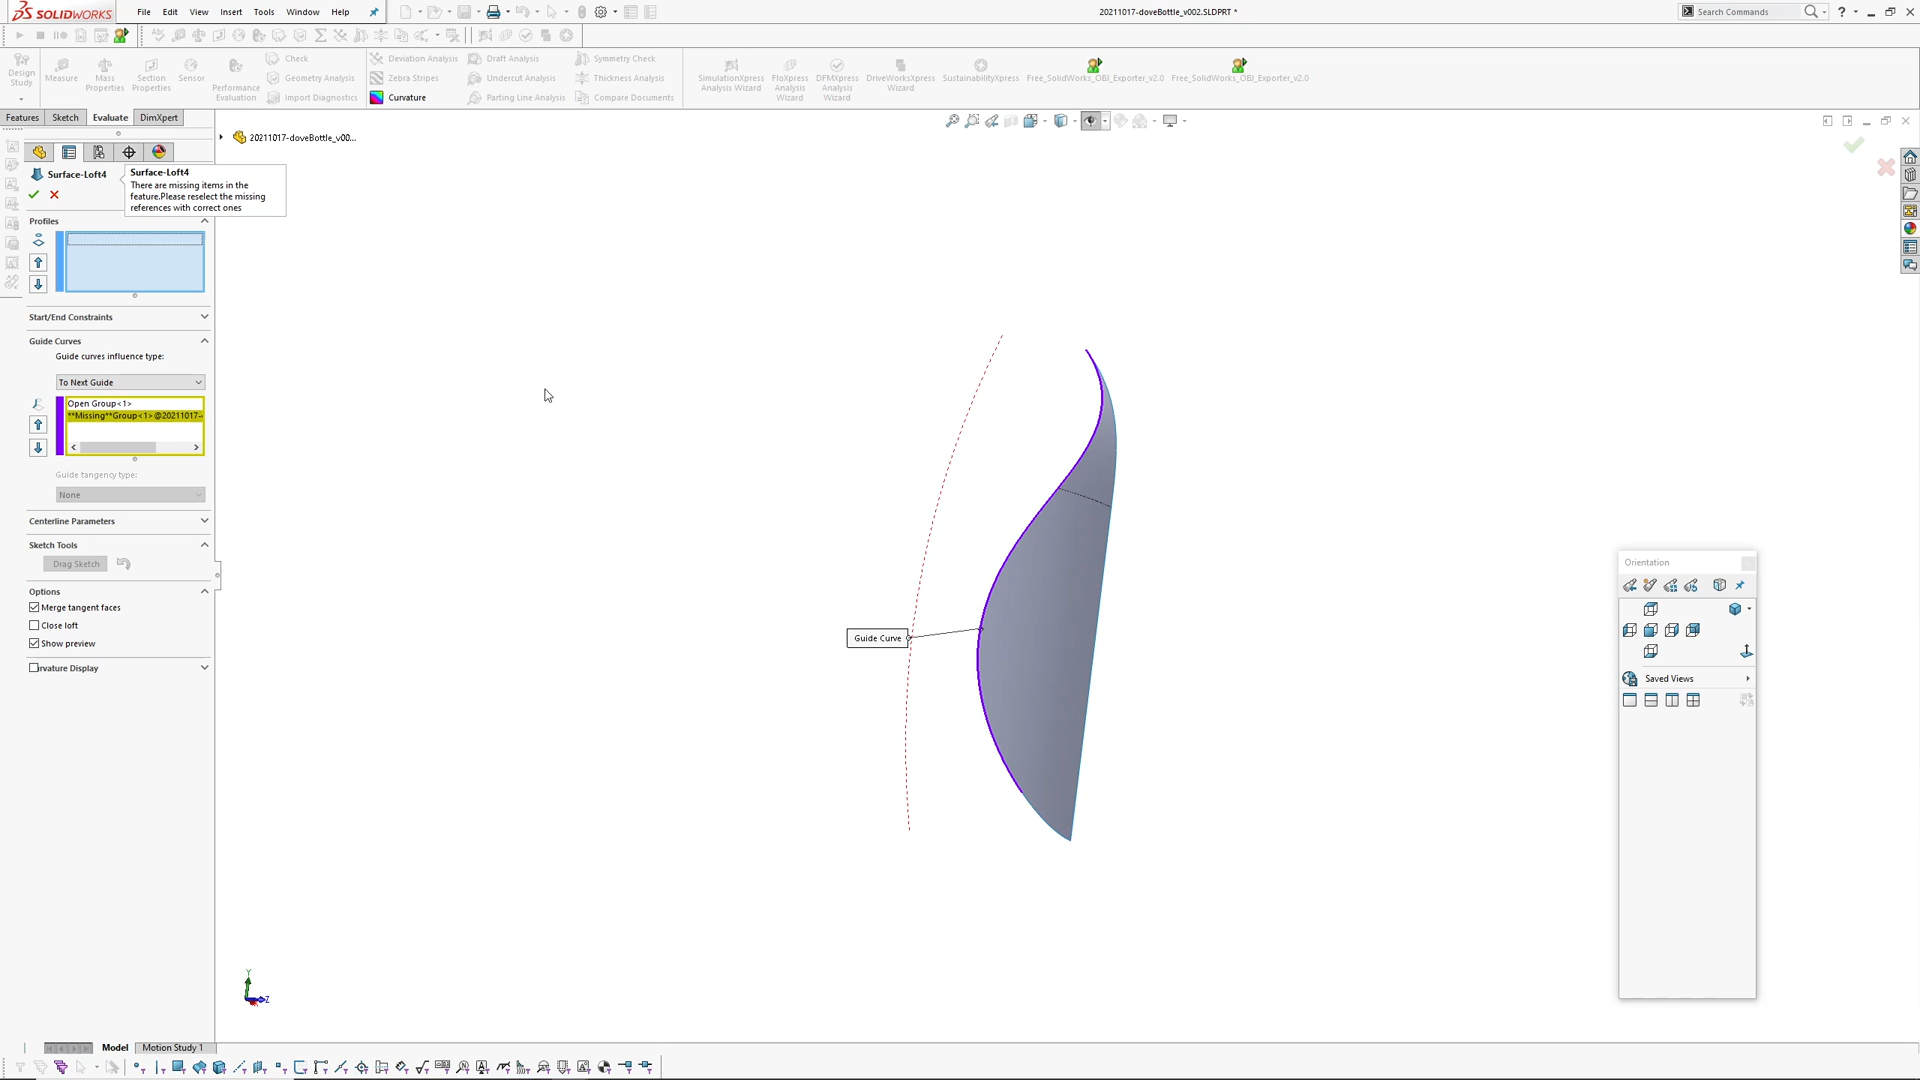 SOLIDWORKS
File Edit View Insert Tools Window Help
20211017-doveBottle_v002.SLDPRT *
Search Commands
Design Study
Measure
Mass Properties
Section Properties
Sensor
Performance Evaluation
Check
Geometry Analysis
Import Diagnostics
Deviation Analysis
Zebra Stripes
Curvature
Draft Analysis
Undercut Analysis
Parting Line Analysis
Symmetry Check
Thickness Analysis
Compare Documents
SimulationXpress Analysis Wizard
FloXpress Analysis Wizard
DFMXpress Analysis Wizard
DriveWorksXpress Wizard
SustainabilityXpress
Free_SolidWorks_OBJ_Exporter_v2.0
Free_SolidWorks_OBJ_Exporter_v2.0
Features Sketch Evaluate DimXpert
20211017-doveBottle_v00...
Surface-Loft4
Surface-Loft4
There are missing items in the
feature.Please reselect the missing
references with correct ones
Profiles
Start/End Constraints
Guide Curves
Guide curves influence type:
To Next Guide
Open Group<1>
**Missing**Group<1> @20211017-
Guide tangency type:
None
Centerline Parameters
Sketch Tools
Drag Sketch
Options
Merge tangent faces
Close loft
Show preview
urvature Display
Guide Curve
Orientation
Saved Views
Y
Z
Model Motion Study 1